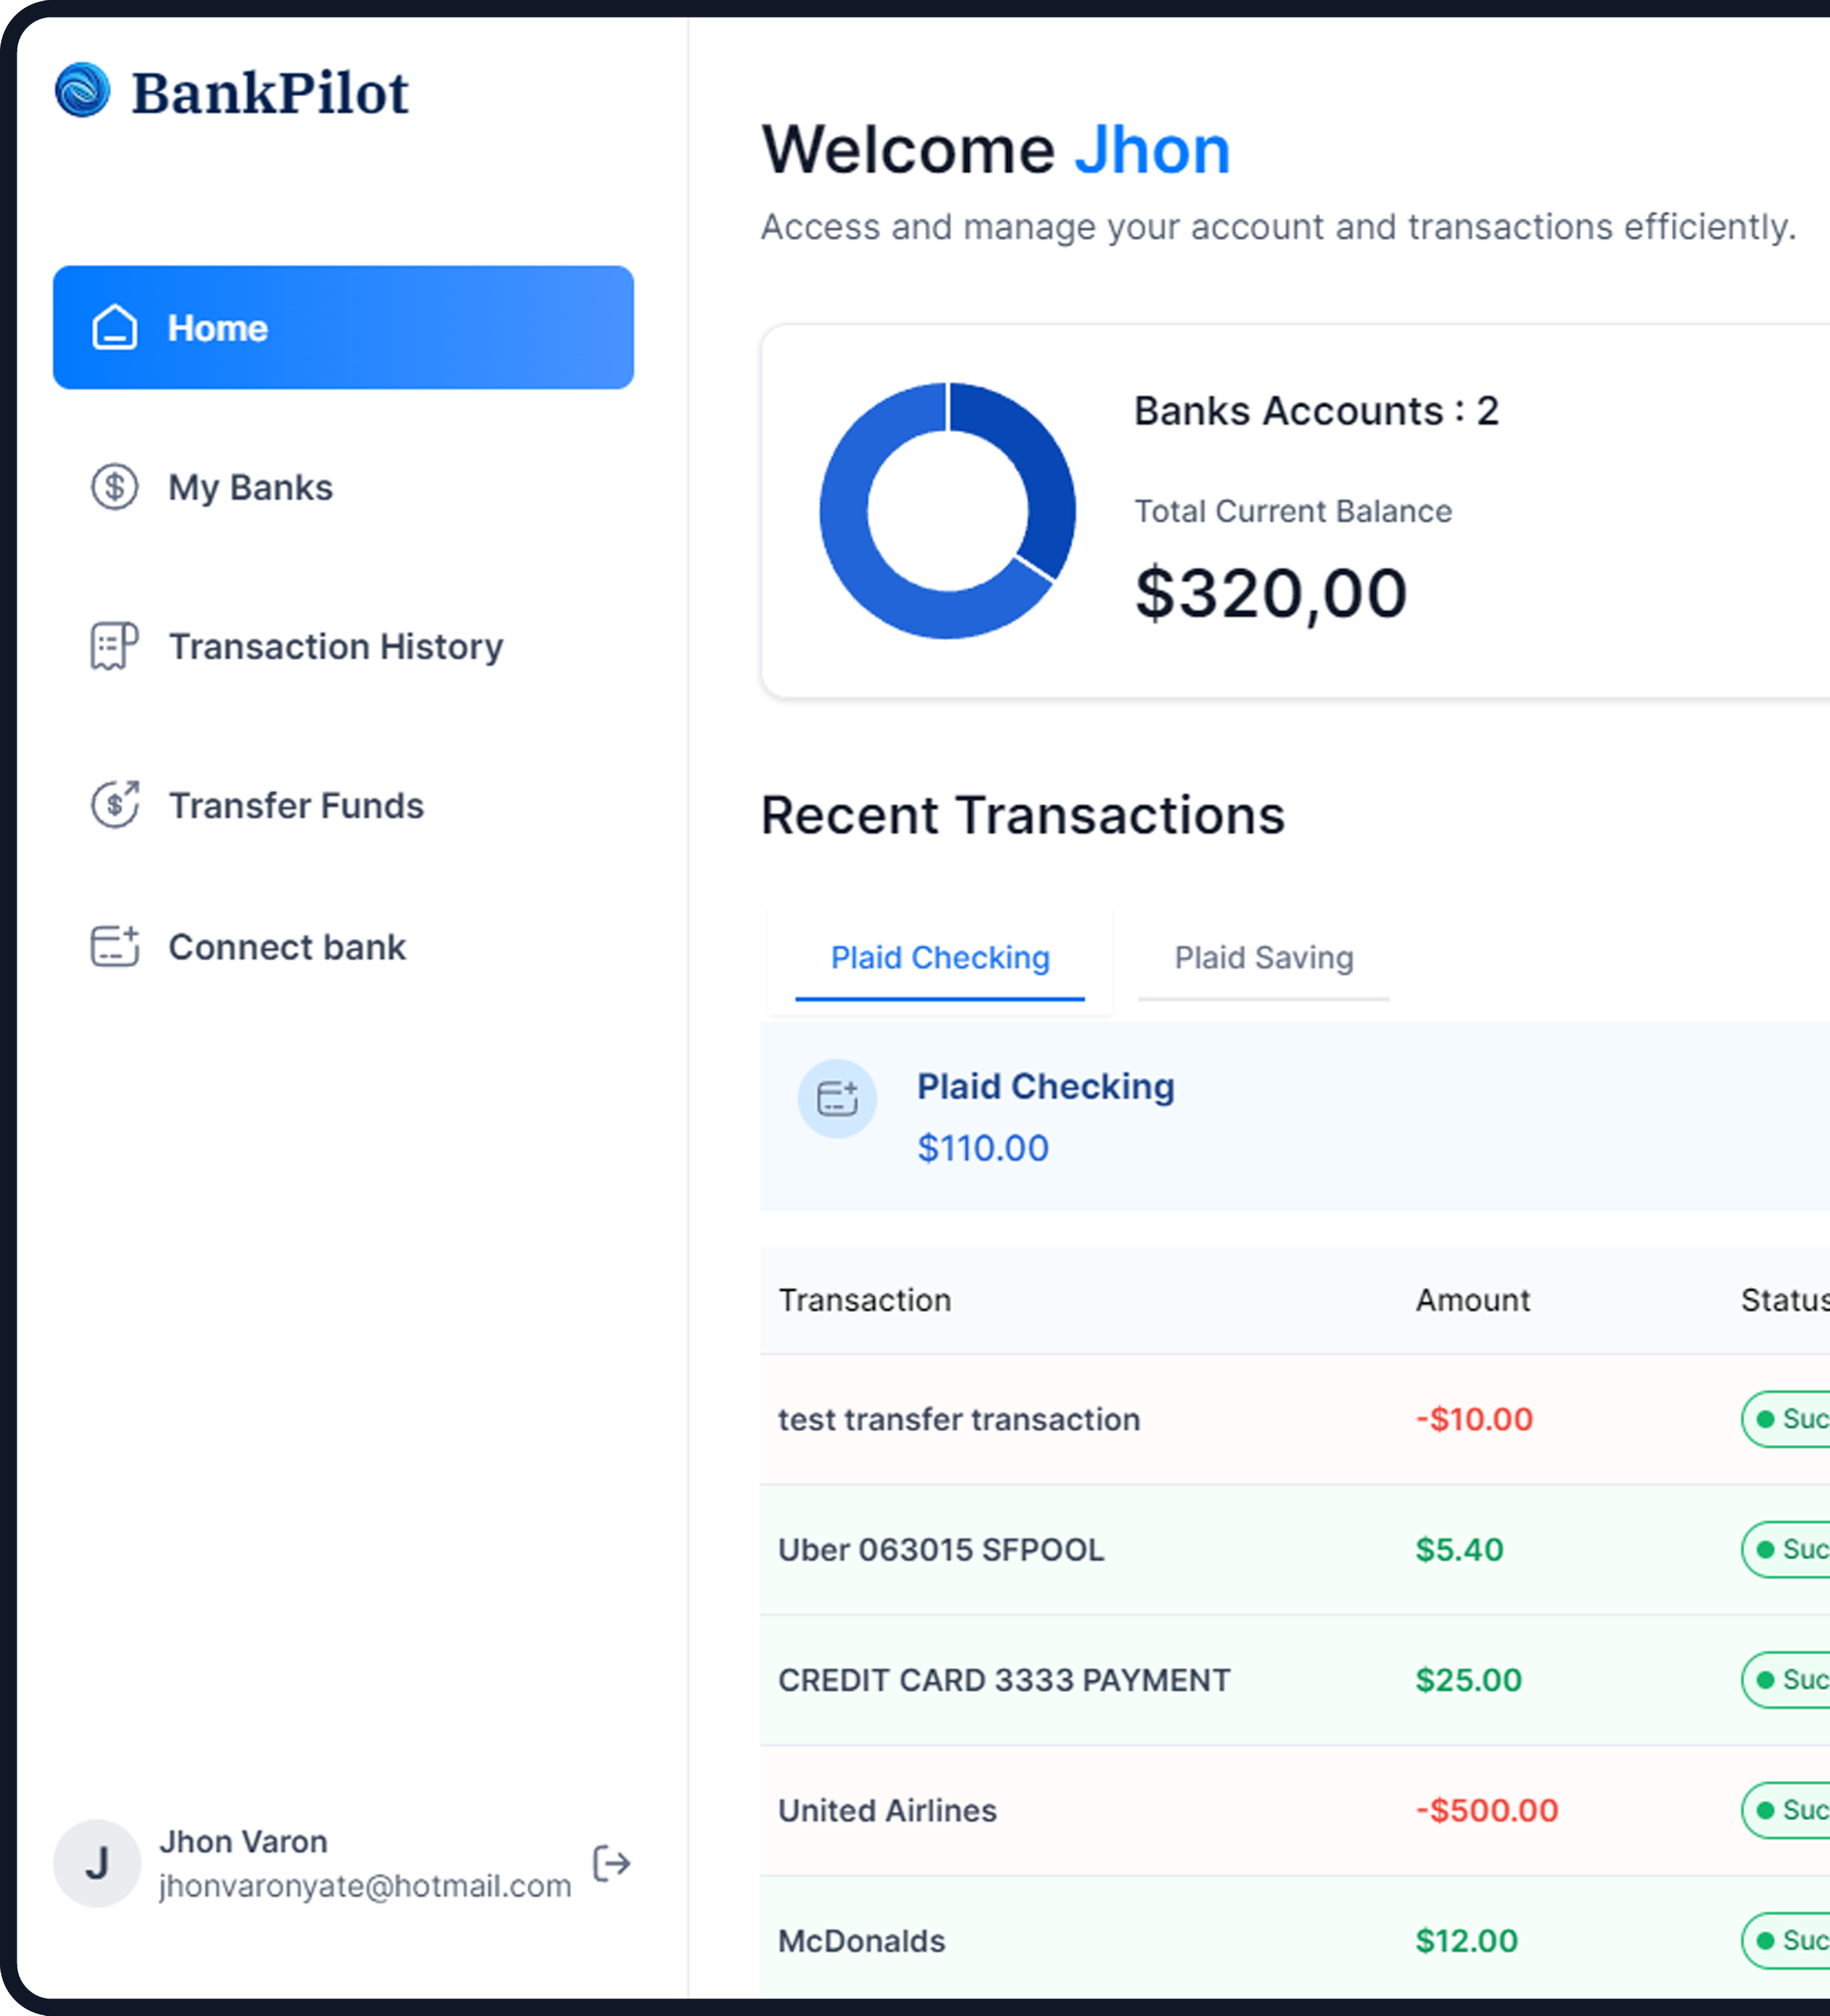 BankPilot
Home
My Banks
Transaction History
Transfer Funds
Connect bank
J
Jhon Varon
jhonvaronyate@hotmail.com
Welcome Jhon
Access and manage your account and transactions efficiently.
Banks Accounts : 2
Total Current Balance
$320,00
Recent Transactions
Plaid Checking Plaid Saving
Plaid Checking
$110.00
Transaction Amount Status
test transfer transaction -$10.00 Suc
Uber 063015 SFPOOL $5.40 Suc
CREDIT CARD 3333 PAYMENT $25.00 Suc
United Airlines -$500.00 Suc
McDonalds $12.00 Suc